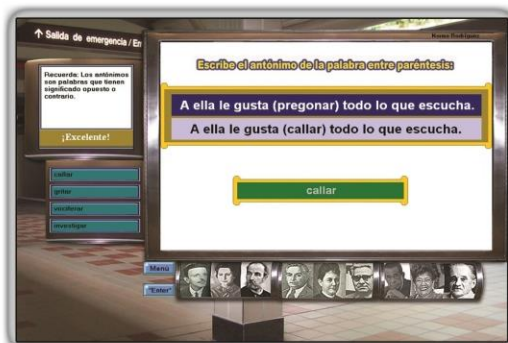 ↑ Salida de emergencia / En
Norma Rodríguez
Recuerda: Los antónimos
son palabras que tienen
significado opuesto o
contrario.
¡Excelente!
callar
gritar
vociferar
investigar
Escribe el antónimo de la palabra entre paréntesis:
A ella le gusta (pregonar) todo lo que escucha.
A ella le gusta (callar) todo lo que escucha.
callar
Menú
"Enter"